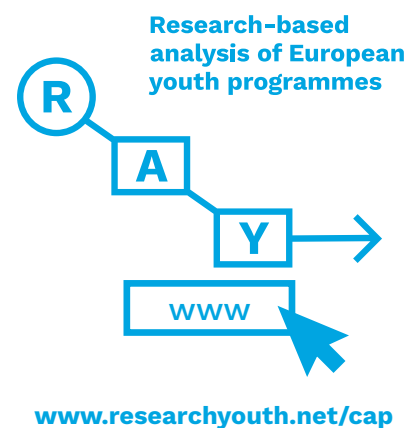 Research-based
analysis of European
youth programmes
R
A
Y
www
www.researchyouth.net/cap